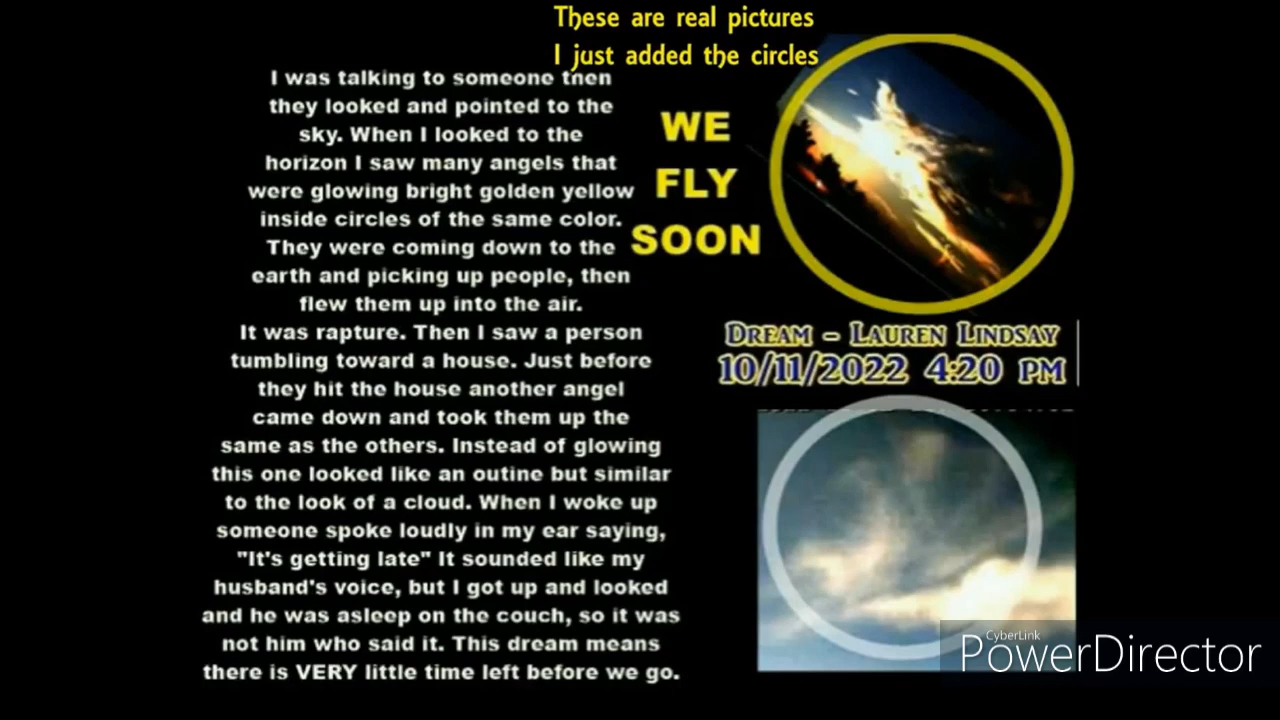 These are real pictures
I just added the circles
I was talking to someone then
they looked and pointed to the
sky. When I looked to the
horizon I saw many angels that
were glowing bright golden yellow
inside circles of the same color.
They were coming down to the
earth and picking up people, then
flew them up into the air.
It was rapture. Then I saw a person
tumbling toward a house. Just before
they hit the house another angel
came down and took them up the
same as the others. Instead of glowing
this one looked like an outine but similar
to the look of a cloud. When I woke up
someone spoke loudly in my ear saying,
"It's getting late" It sounded like my
husband's voice, but I got up and looked
and he was asleep on the couch, so it was
not him who said it. This dream means
there is VERY little time left before we go.
WE
FLY
SOON
DREAM - LAUREN LINDSAY
10/11/2022 4:20 PM
CyberLink
PowerDirector